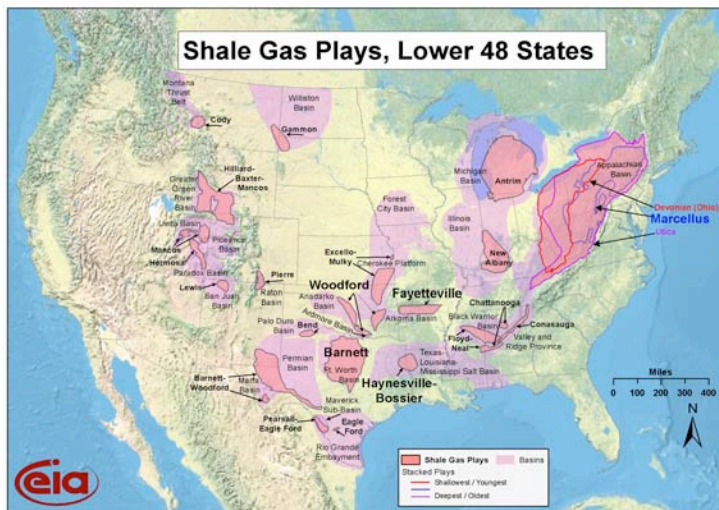 Shale Gas Plays, Lower 48 States
Montana
Thrust
Belt
Cody
Williston
Basin
Gammon
Hilliard-
Baxter-
Mancos
Greater
Green
River
Basin
Uinta Basin
Mancos
Piceance
Basin
Hermosa
Paradox Basin
Lewis
San Juan
Basin
Pierre
Raton
Basin
Forest
City Basin
Excello-
Mulky
Cherokee Platform
Michigan
Basin
Antrim
Illinois
Basin
New
Albany
Appalachian
Basin
Devonian (Ohio)
Marcellus
Utica
Woodford
Anadarko
Basin
Ardmore Basin
Palo Duro
Basin
Bend
Fayetteville
Arkoma Basin
Chattanooga
Black Warrior
Basin
Conasauga
Floyd-
Neal
Valley and
Ridge Province
Permian
Basin
Barnett
Ft. Worth
Basin
Texas-
Louisiana-
Mississippi Salt Basin
Haynesville-
Bossier
Barnett-
Woodford
Marfa
Basin
Maverick
Sub-Basin
Pearsall-
Eagle Ford
Eagle
Ford
Rio Grande
Embayment
Miles
0 100 200 300 400
N
Shale Gas Plays
Basins
Stacked Plays
Shallowest / Youngest
Deepest / Oldest
eia